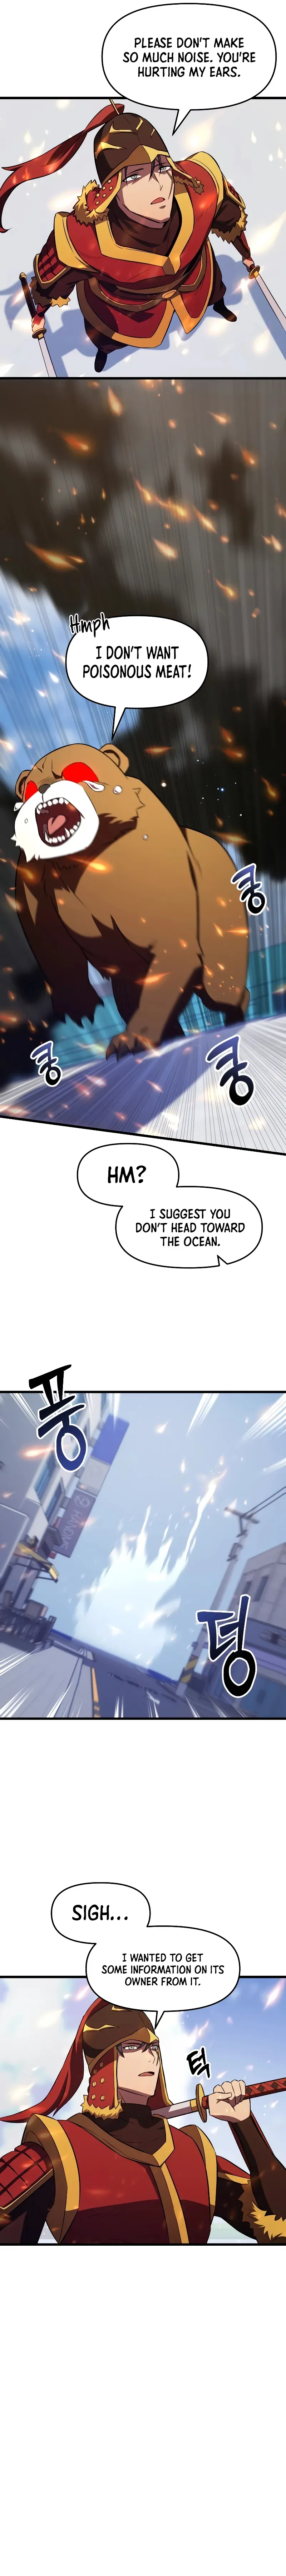 PLEASE DON'T MAKE
SO MUCH NOISE. YOU'RE
HURTING MY EARS.
Hmph
I DON'T WANT
POISONOUS MEAT!
쿵
쿵
쿵
HM?
I SUGGEST YOU
DON'T HEAD TOWARD
THE OCEAN.
퐁
텅
SIGH...
I WANTED TO GET
SOME INFORMATION ON ITS
OWNER FROM IT.
턱